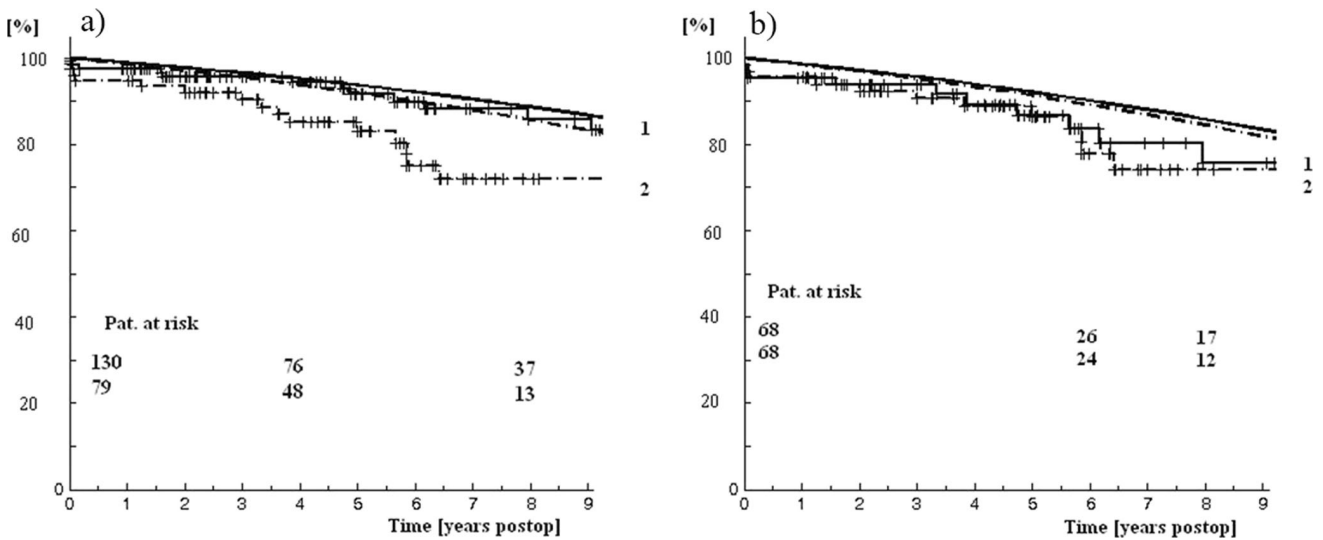 [%] a)
100
80
60
40
20
0
1
2
Pat. at risk
130 76 37
79 48 13
0 1 2 3 4 5 6 7 8 9
Time [years postop]
[%] b)
100
80
60
40
20
0
1
2
Pat. at risk
68 26 17
68 24 12
0 1 2 3 4 5 6 7 8 9
Time [years postop]